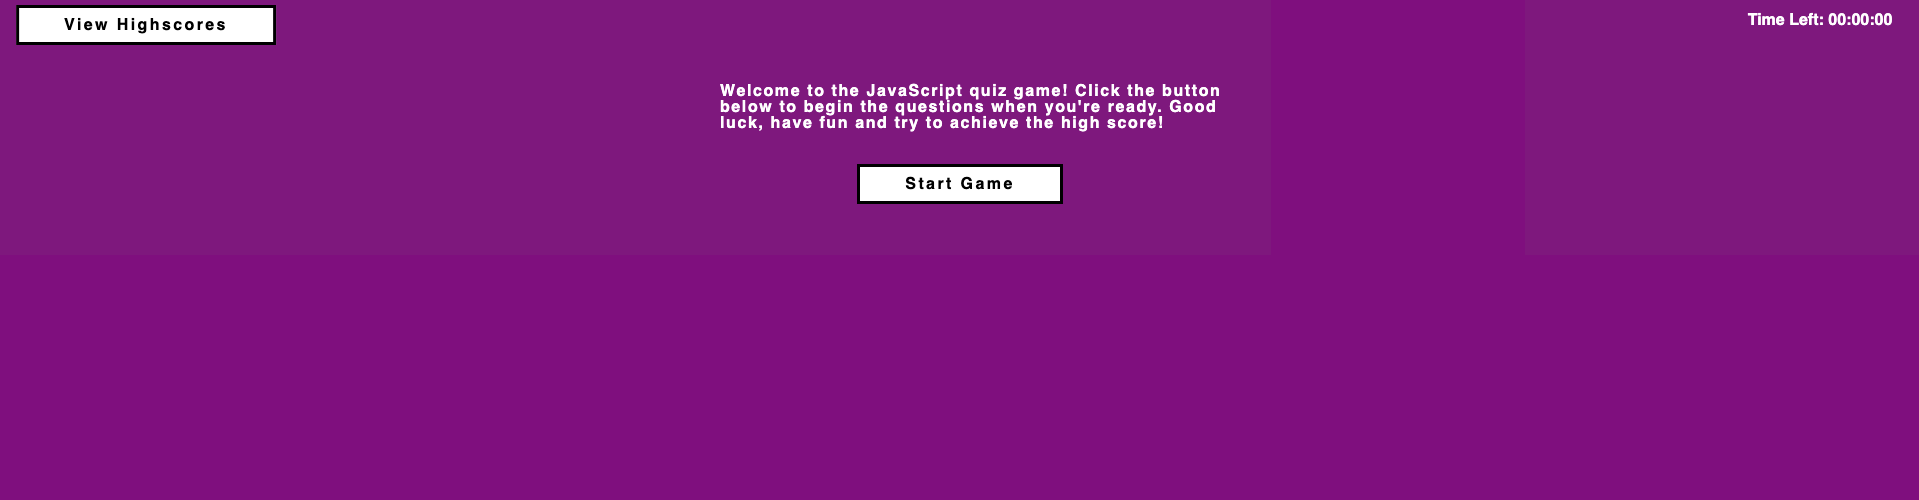 View Highscores
Time Left: 00:00:00
Welcome to the JavaScript quiz game! Click the button
below to begin the questions when you're ready. Good
luck, have fun and try to achieve the high score!
Start Game